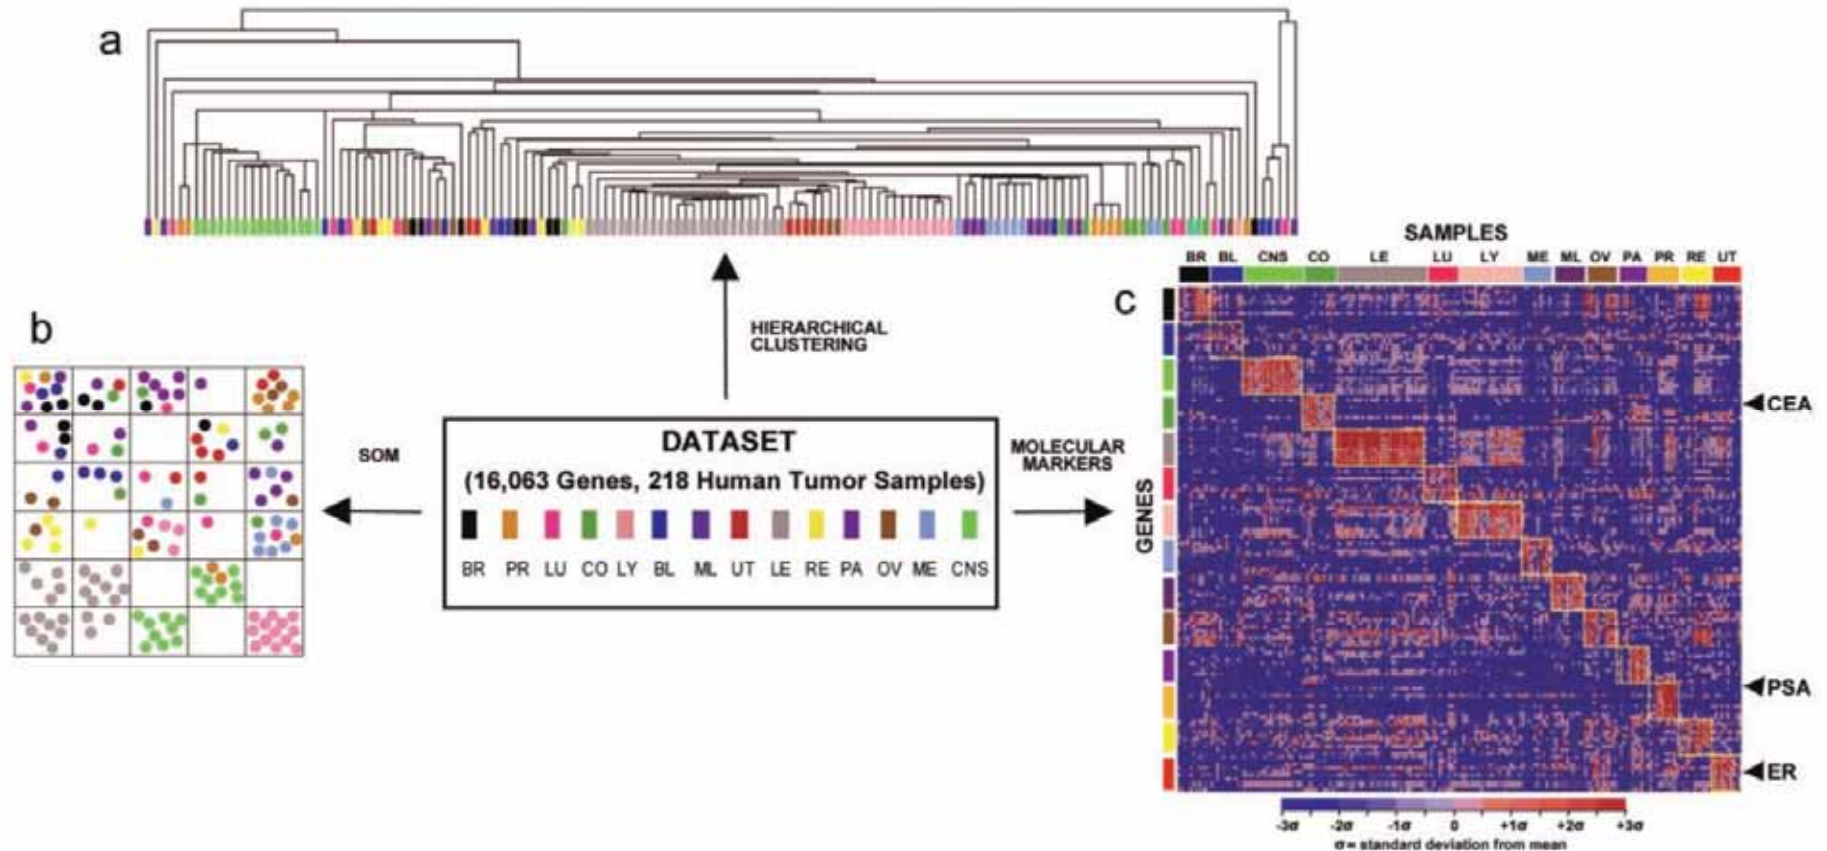 a
b
HIERARCHICAL
CLUSTERING
SOM
DATASET
(16,063 Genes, 218 Human Tumor Samples)
BR PR LU CO LY BL ML UT LE RE PA OV ME CNS
MOLECULAR
MARKERS
SAMPLES
BR BL CNS CO LE LU LY ME ML OV PA PR RE UT
c
GENES
CEA
PSA
ER
-3σ -2σ -1σ 0 +1σ +2σ +3σ
σ = standard deviation from mean